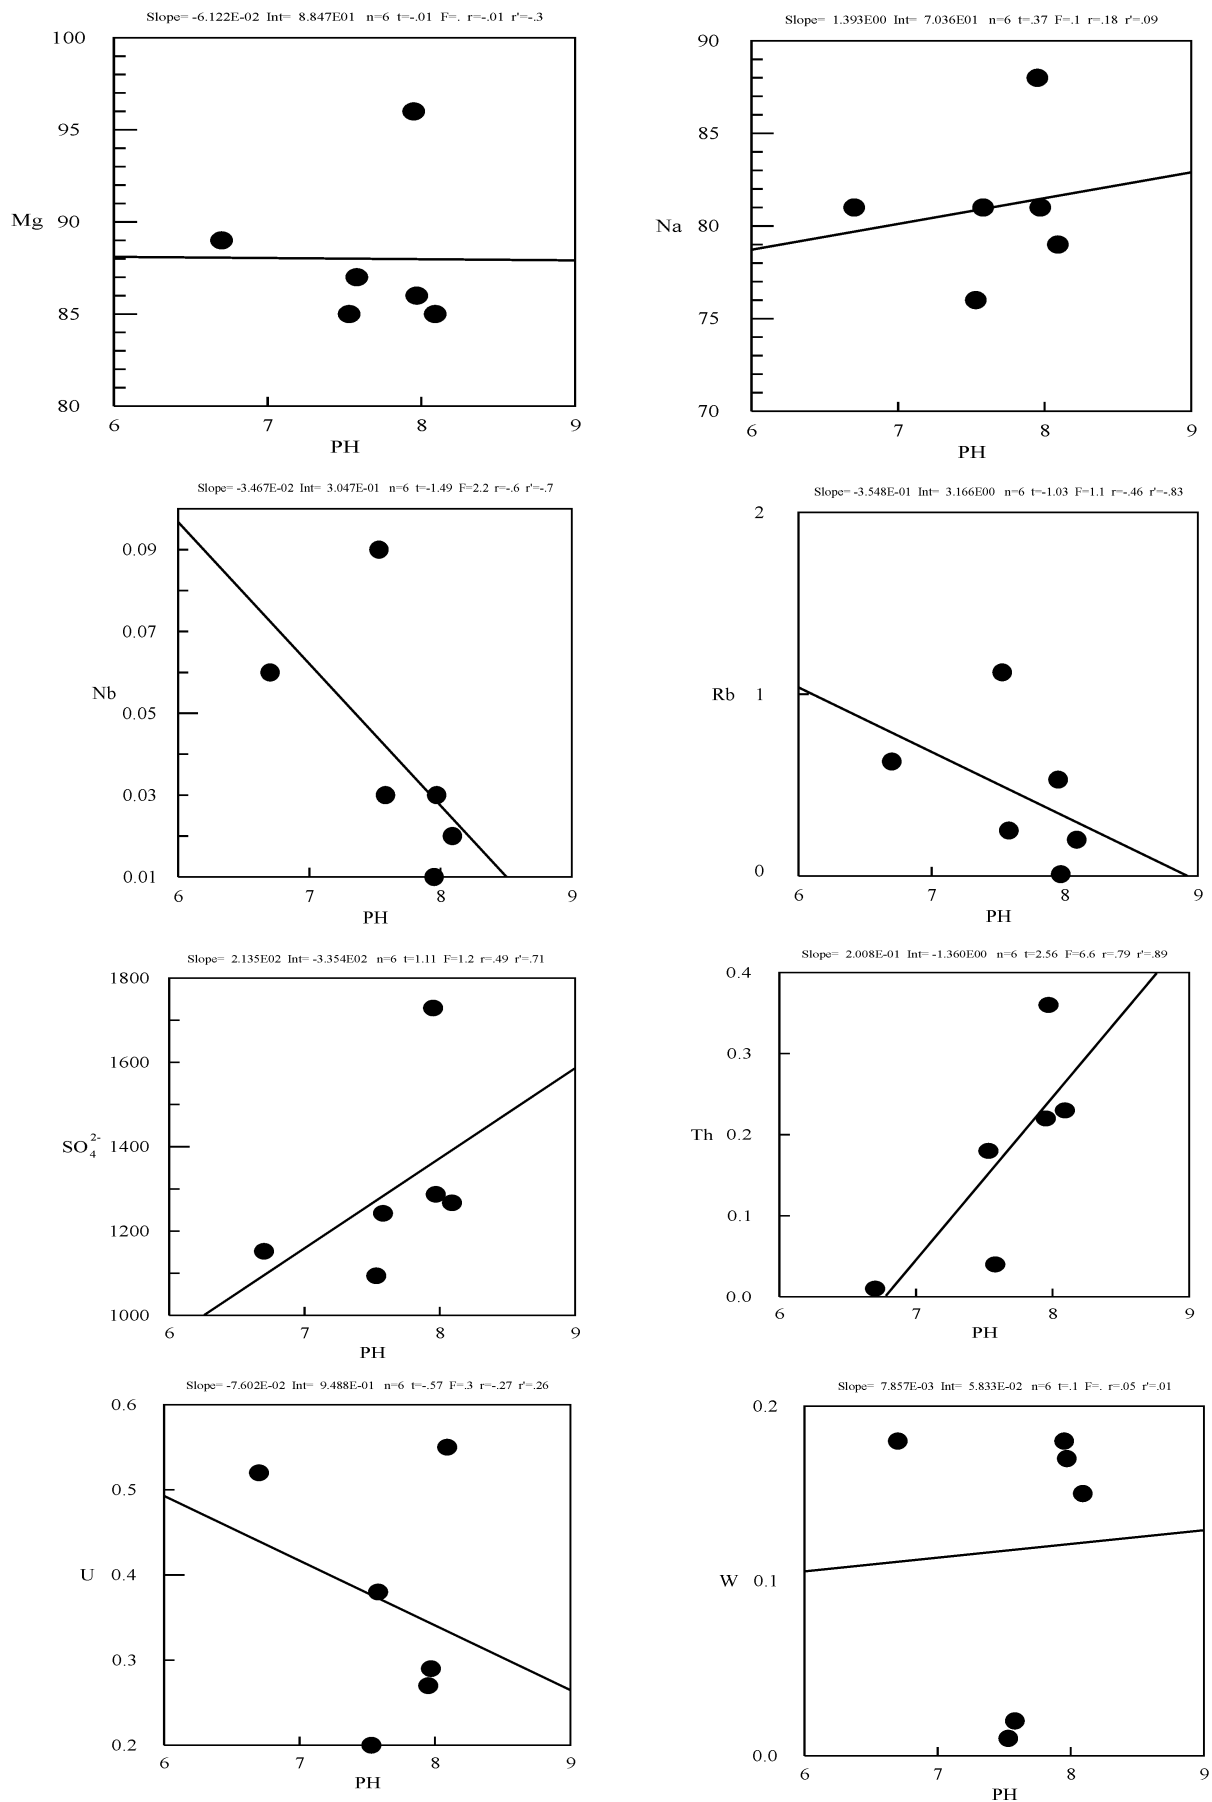 Slope= -6.122E-02 Int= 8.847E01 n=6 t=-.01 F=. r=-.01 r'=-.3
100
95
Mg 90
85
80
6 7 8 9
PH
Slope= 1.393E00 Int= 7.036E01 n=6 t=.37 F=.1 r=.18 r'=.09
90
85
Na 80
75
70
6 7 8 9
PH
Slope= -3.467E-02 Int= 3.047E-01 n=6 t=-1.49 F=2.2 r=-.6 r'=-.7
0.09
0.07
Nb
0.05
0.03
0.01
6 7 8 9
PH
Slope= -3.548E-01 Int= 3.166E00 n=6 t=-1.03 F=1.1 r=-.46 r'=-.83
2
Rb 1
0
6 7 8 9
PH
Slope= 2.135E02 Int= -3.354E02 n=6 t=1.11 F=1.2 r=.49 r'=.71
1800
1600
SO4 2- 1400
1200
1000
6 7 8 9
PH
Slope= 2.008E-01 Int= -1.360E00 n=6 t=2.56 F=6.6 r=.79 r'=.89
0.4
0.3
Th 0.2
0.1
0.0
6 7 8 9
PH
Slope= -7.602E-02 Int= 9.488E-01 n=6 t=-.57 F=.3 r=-.27 r'=.26
0.6
0.5
U 0.4
0.3
0.2
6 7 8 9
PH
Slope= 7.857E-03 Int= 5.833E-02 n=6 t=.1 F=. r=.05 r'=.01
0.2
W 0.1
0.0
6 7 8 9
PH